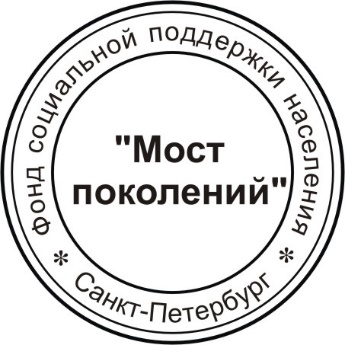 Фонд социальной поддержки населения
"Мост
поколений"
* Санкт-Петербург *